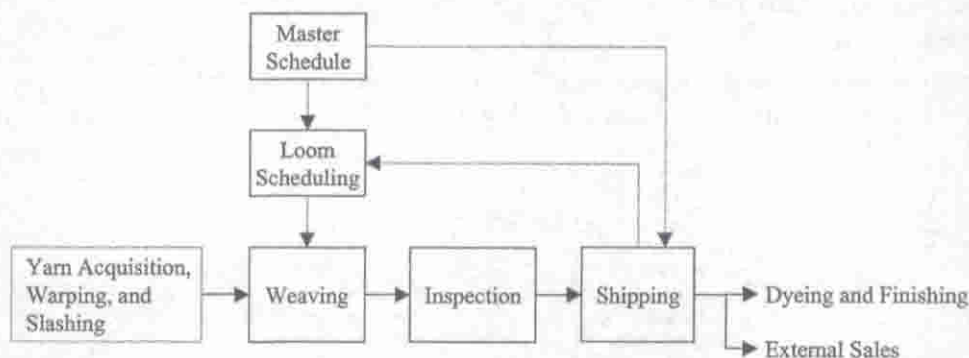 Master
Schedule
Loom
Scheduling
Yarn Acquisition,
Warping, and
Slashing
Weaving
Inspection
Shipping
Dyeing and Finishing
External Sales